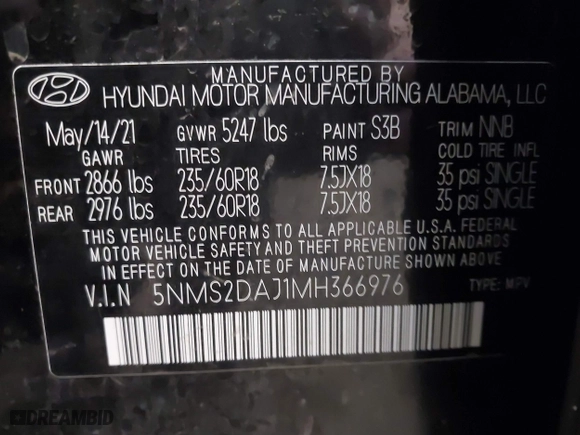 MANUFACTURED BY
HYUNDAI MOTOR MANUFACTURING ALABAMA, LLC
May/14/21 GVWR 5247 lbs PAINT S3B TRIM NNB
GAWR TIRES RIMS COLD TIRE INFL
FRONT 2866 lbs 235/60R18 7.5JX18 35 psi SINGLE
REAR 2976 lbs 235/60R18 7.5JX18 35 psi SINGLE
THIS VEHICLE CONFORMS TO ALL APPLICABLE U.S.A. FEDERAL
MOTOR VEHICLE SAFETY AND THEFT PREVENTION STANDARDS
IN EFFECT ON THE DATE OF MANUFACTURE SHOWN ABOVE.
V.I.N 5NMS2DAJ1MH366976 TYPE: MPV
DREAMBID